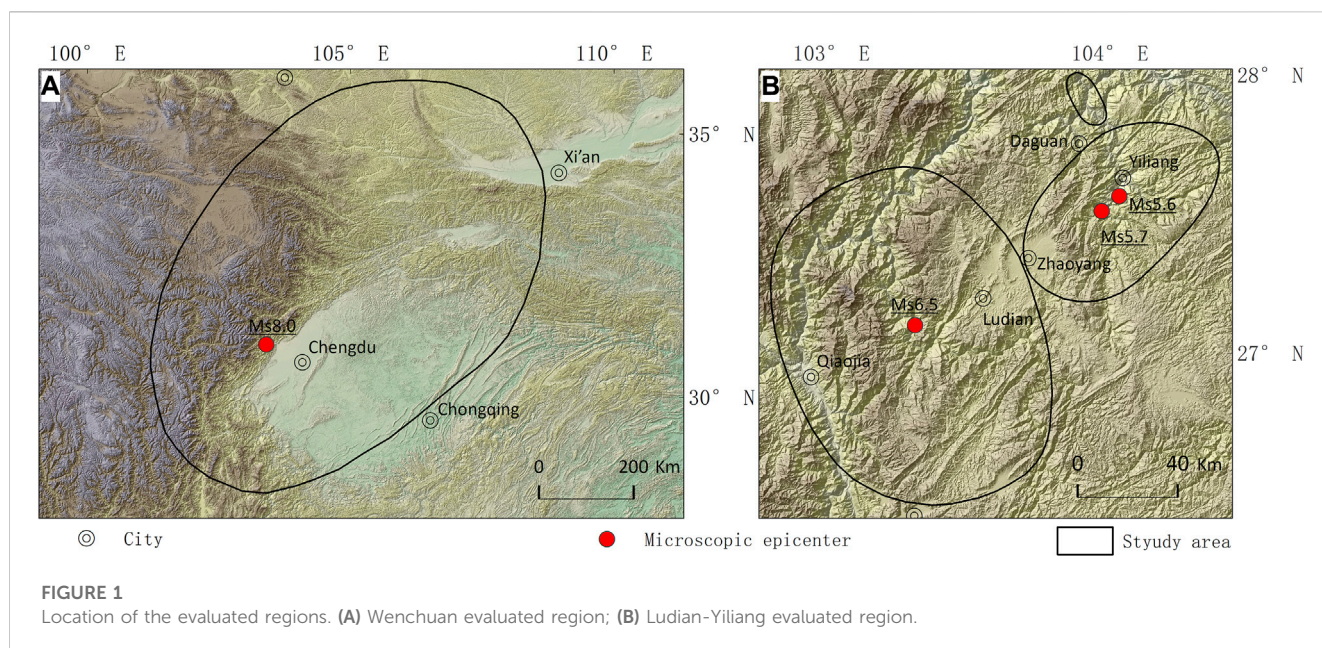 100° E 105° E 110° E
A
Xi'an
35° N
Ms8.0
Chengdu
30° N
Chongqing
0 200 Km
103° E 104° E
B
28° N
Daguan
Yiliang
Ms5.6
Ms5.7
Zhaoyang
Ms6.5
Ludian
27° N
Qiaojia
0 40 Km
City Microscopic epicenter Styudy area
FIGURE 1
Location of the evaluated regions. (A) Wenchuan evaluated region; (B) Ludian-Yiliang evaluated region.